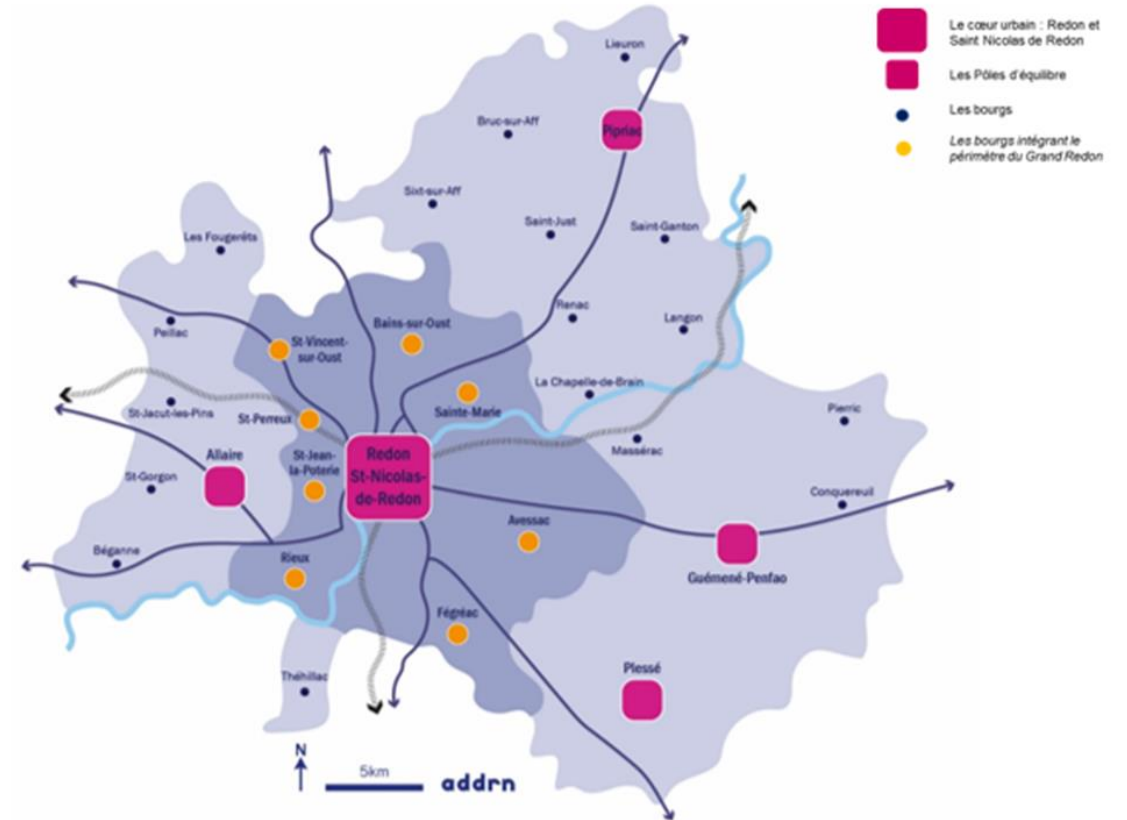 Le cœur urbain : Redon et
Saint Nicolas de Redon
Les Pôles d'équilibre
Les bourgs
Les bourgs intégrant le
périmètre du Grand Redon
Lieuron
Bruc-sur-Aff
Pipriac
Sixt-sur-Aff
Saint-Just
Saint-Ganton
Les Fougerêts
Renac
Langon
Peillac
St-Vincent-
sur-Oust
Bains-sur-Oust
La Chapelle-de-Brain
St-Jacut-les-Pins
St-Perreux
Sainte-Marie
Pierric
Massérac
Allaire
St-Jean-
la-Poterie
Redon
St-Nicolas-
de-Redon
St-Gorgon
Conquereuil
Avessac
Béganne
Rieux
Guémené-Penfao
Fégréac
Théhillac
Plessé
N
5km
addrn